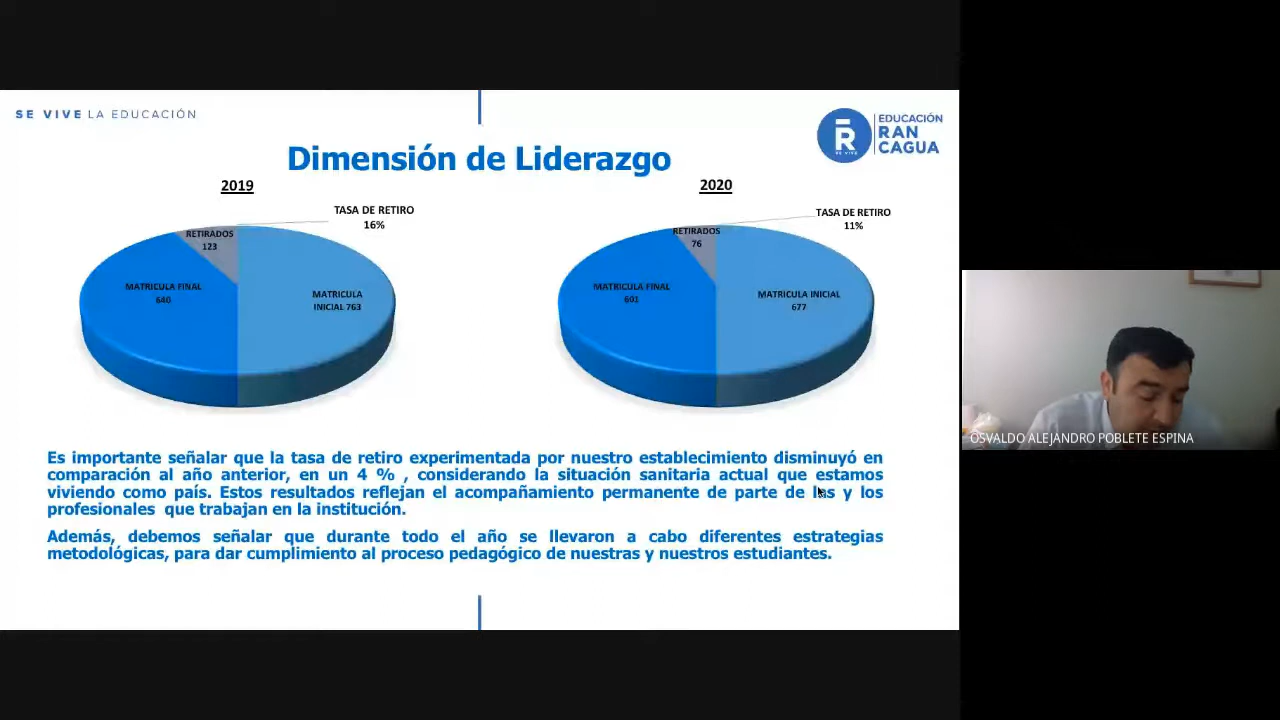 SE VIVE LA EDUCACIÓN
EDUCACIÓN
RAN
CAGUA
R
SE VIVE
Dimensión de Liderazgo
2019
TASA DE RETIRO
16%
RETIRADOS
123
MATRICULA FINAL
640
MATRICULA
INICIAL 763
2020
TASA DE RETIRO
11%
RETIRADOS
76
MATRICULA FINAL
601
MATRICULA INICIAL
677
Es importante señalar que la tasa de retiro experimentada por nuestro establecimiento disminuyó en
comparación al año anterior, en un 4 % , considerando la situación sanitaria actual que estamos
viviendo como país. Estos resultados reflejan el acompañamiento permanente de parte de las y los
profesionales que trabajan en la institución.
Además, debemos señalar que durante todo el año se llevaron a cabo diferentes estrategias
metodológicas, para dar cumplimiento al proceso pedagógico de nuestras y nuestros estudiantes.
OSVALDO ALEJANDRO POBLETE ESPINA